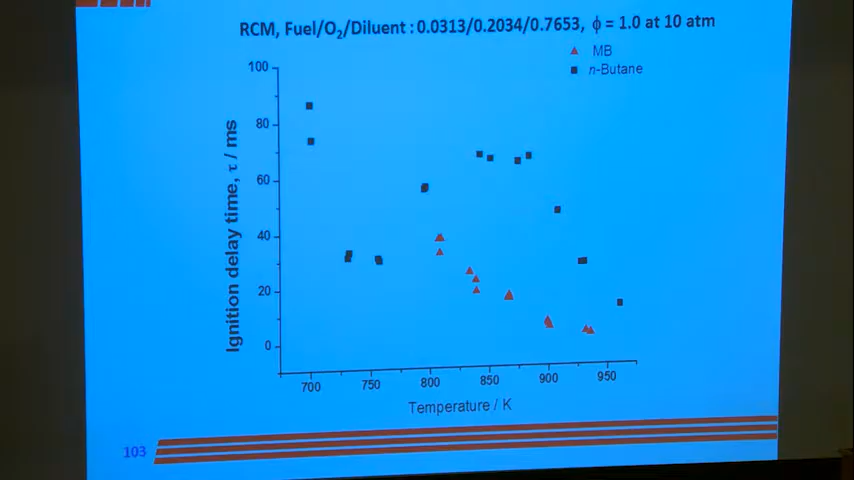 RCM, Fuel/O₂/Diluent : 0.0313/0.2034/0.7653, ϕ = 1.0 at 10 atm
MB
n-Butane
Ignition delay time, τ / ms
100
80
60
40
20
0
700 750 800 850 900 950
Temperature / K
103